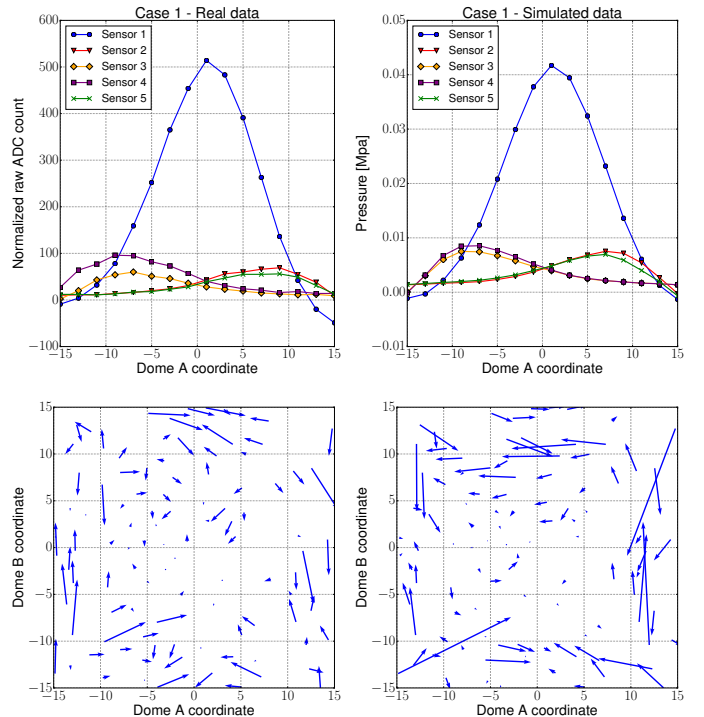 Case 1 - Real data
600
500
400
300
200
100
0
−100
Normalized raw ADC count
Sensor 1
Sensor 2
Sensor 3
Sensor 4
Sensor 5
−15 −10 −5 0 5 10 15
Dome A coordinate
Case 1 - Simulated data
0.05
0.04
0.03
0.02
0.01
0.00
−0.01
Pressure [Mpa]
Sensor 1
Sensor 2
Sensor 3
Sensor 4
Sensor 5
−15 −10 −5 0 5 10 15
Dome A coordinate
15
10
5
0
−5
−10
−15
Dome B coordinate
−15 −10 −5 0 5 10 15
Dome A coordinate
15
10
5
0
−5
−10
−15
Dome B coordinate
−15 −10 −5 0 5 10 15
Dome A coordinate